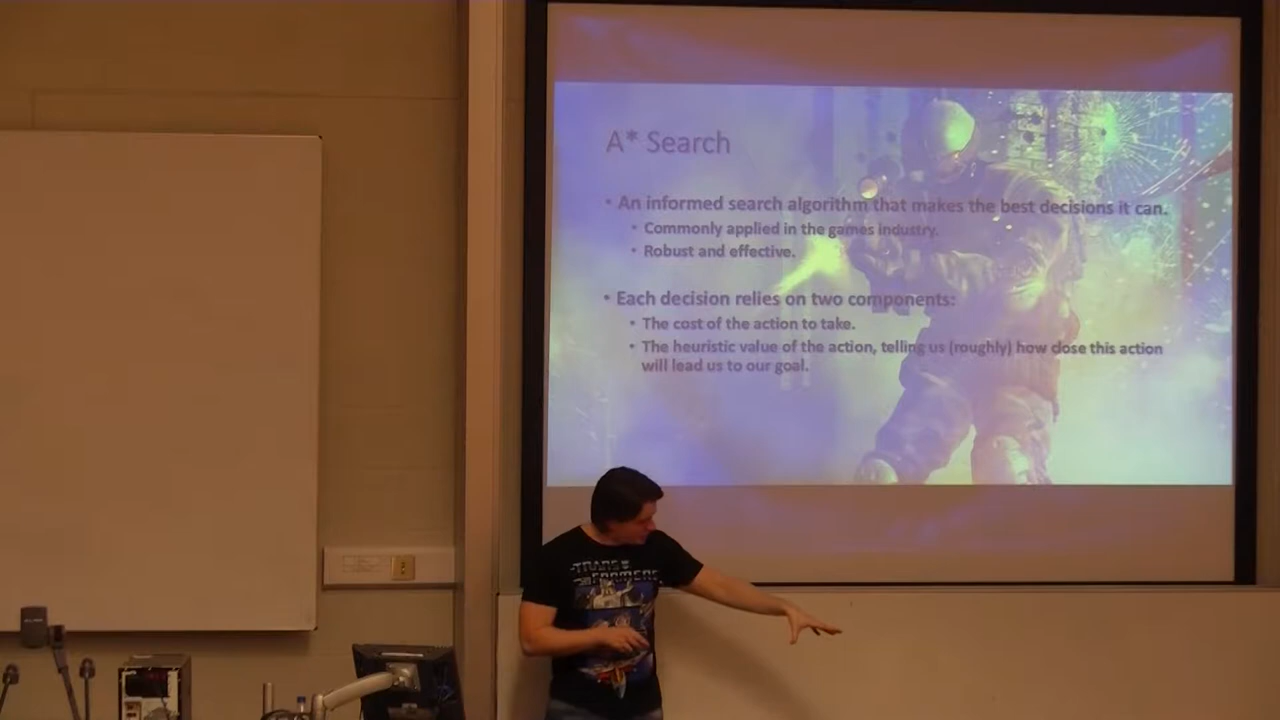 A* Search
• An informed search algorithm that makes the best decisions it can.
• Commonly applied in the games industry.
• Robust and effective.
• Each decision relies on two components:
• The cost of the action to take.
• The heuristic value of the action, telling us (roughly) how close this action
will lead us to our goal.
TRANS
FORMERS